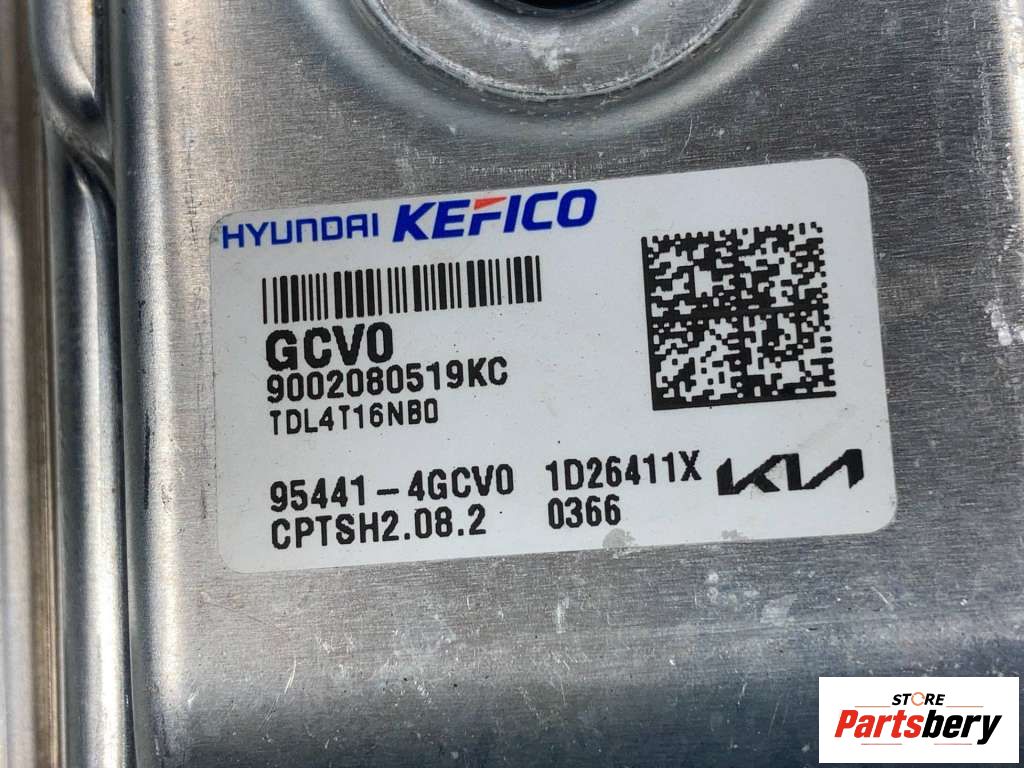 HYUNDAI KEFICO
GCV0
9002080519KC
TDL4T16NB0
95441-4GCV0 1D26411X KIA
CPTSH2.08.2 0366
STORE
Partsbery